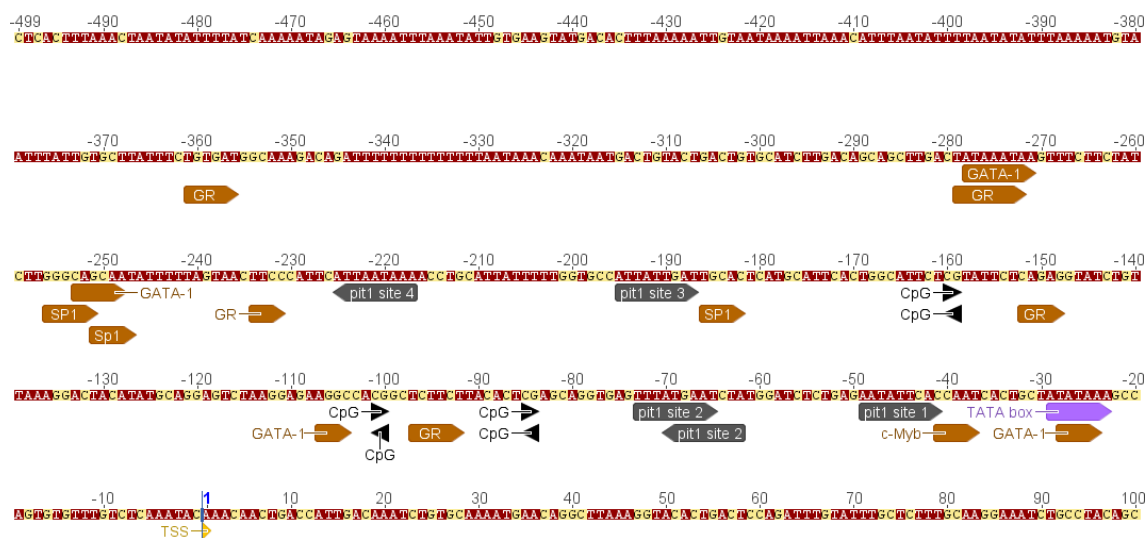 -499 -490 -480 -470 -460 -450 -440 -430 -420 -410 -400 -390 -380
CTCACTTTAAACTAATATATTTTATCAAAAATAGAGTAAAATTTAAATATTGTGAAGTATGACACTTTAAAAATTGTAATAAAATTAACATTTAATATTTTAATATATTTAAAAATGTA
-370 -360 -350 -340 -330 -320 -310 -300 -290 -280 -270 -260
ATTTATTGTGCTTATTTCTGTGATGGCAAAGACAGATTTTTTTTTTTTTTTAATAAACAAATAATGACTGTACTGACTGTGCATCTTGACAGCAGCTTGACTATAAATAAGTTTCTTCTAT
GATA-1
GR GR
-250 -240 -230 -220 -210 -200 -190 -180 -170 -160 -150 -140
CTTGGGCAGCAATATTTTTAGTAACTTCCCATTCATTAATAAAACCTGCATTATTTTTGGTGCCATTATTGATTGCACTCATGCATTCACTGGCATTCTCGTATTCTCAGAGGTATCTGT
GATA-1 pit1 site 4 pit1 site 3 CpG
SP1 GR SP1 CpG GR
Sp1
-130 -120 -110 -100 -90 -80 -70 -60 -50 -40 -30 -20
TAAAGGACTACATATGCAGGAGTCTAAGGAGAAGGCCACGGCTCTTCTTACACTCGAGCAGGTGAGTTTATGAATCTATGGATCTCTGAGAATATTCACCAATCACTGCTATATAAAGCC
CpG CpG pit1 site 2 pit1 site 1 TATA box
GATA-1 GR CpG pit1 site 2 c-Myb GATA-1
CpG
-10 1 10 20 30 40 50 60 70 80 90 100
AGTGTGTTTGTCTCAAATACAAACAACTGACCATTGACAAATCTGTGCAAAATGAACAGGCTTAAAGGTACACTGACTCCAGATTTGTATTTGCTCTTTGCAAGGAAATCTGCCTACAGC
TSS